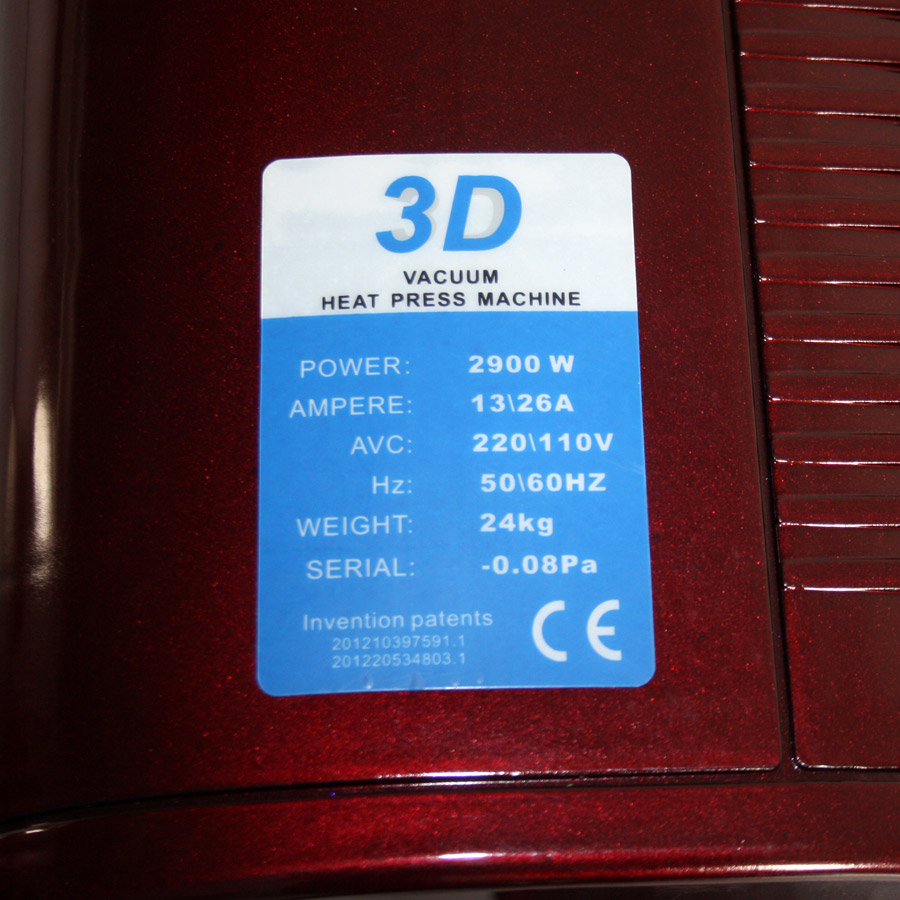 3D
VACUUM
HEAT PRESS MACHINE
POWER: 2900 W
AMPERE: 13\26A
AVC: 220\110V
Hz: 50\60HZ
WEIGHT: 24kg
SERIAL: -0.08Pa
Invention patents
201210397591.1
201220534803.1
CE